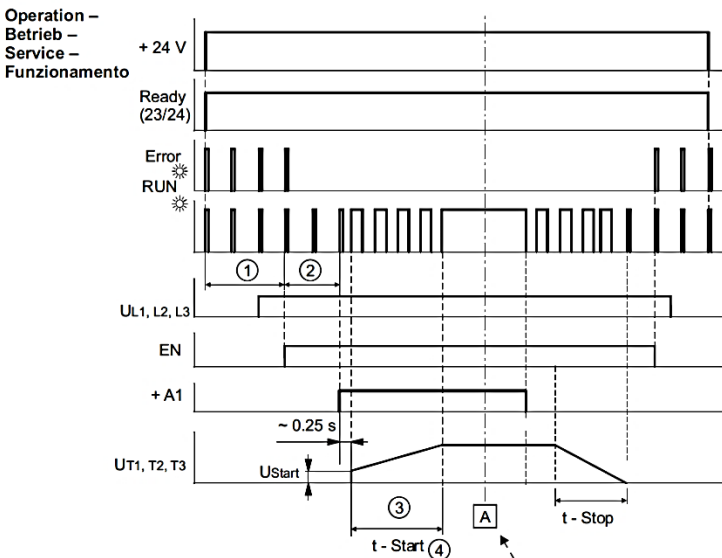 Operation –
Betrieb –
Service –
Funzionamento
+ 24 V
Ready
(23/24)
Error
RUN
1
2
UL1, L2, L3
EN
+ A1
~ 0.25 s
UStart
UT1, T2, T3
3
A
t - Start 4
t - Stop